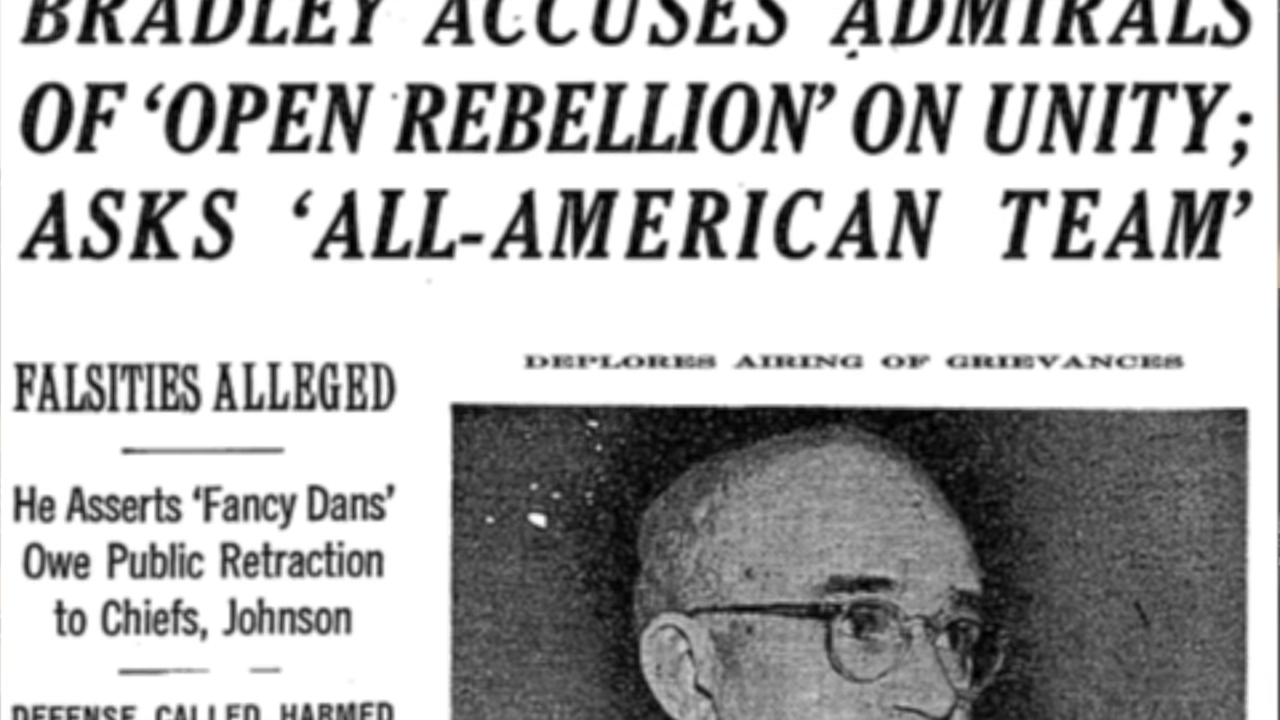 BRADLEY ACCUSES ADMIRALS
OF ‘OPEN REBELLION’ ON UNITY;
ASKS ‘ALL-AMERICAN TEAM’
FALSITIES ALLEGED
He Asserts ‘Fancy Dans’
Owe Public Retraction
to Chiefs, Johnson
DEFENSE CALLED HARMED
DEPLORES AIRING OF GRIEVANCES